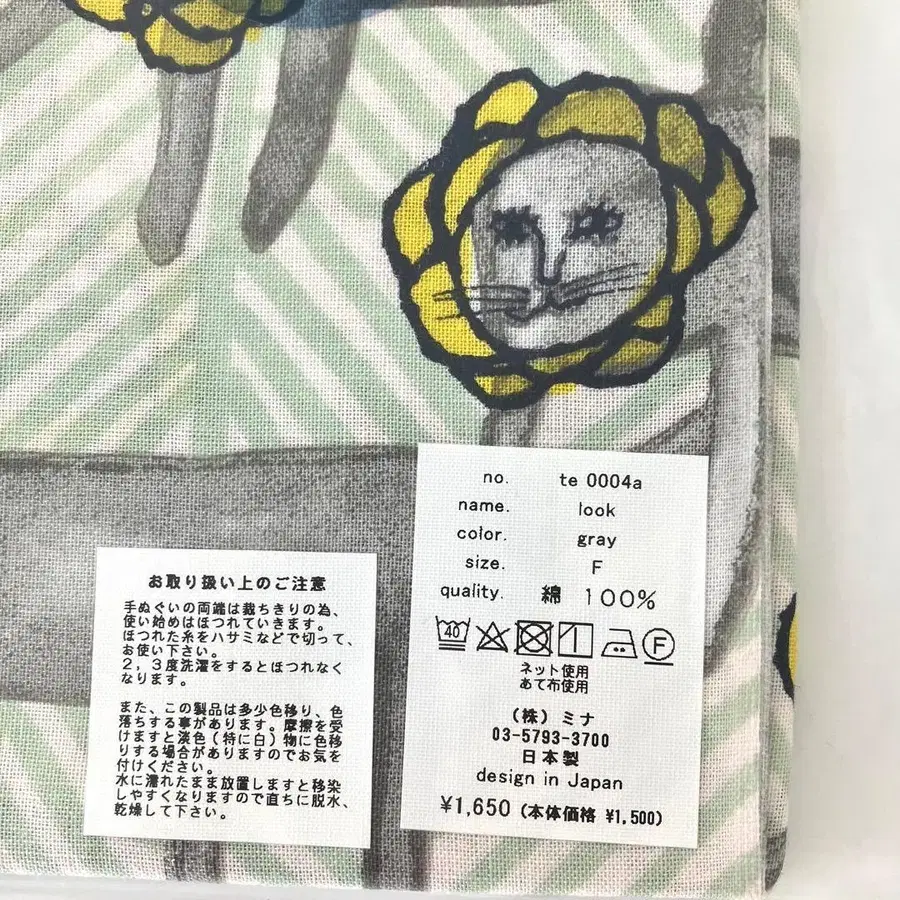 お取り扱い上のご注意
手ぬぐいの両端は裁ちきりの為、
使い始めはほつれていきます。
ほつれた糸をハサミなどで切って、
お使い下さい。
2,3度洗濯をするとほつれなく
なります。
また、この製品は多少色移り、色
落ちする事があります。摩擦を受
けますと淡色(特に白)物に色移
りする場合がありますのでお気を
付けください。
水に濡れたまま放置しますと移染
しやすくなりますので直ちに脱水、
乾燥して下さい。
no. te 0004a
name. look
color. gray
size. F
quality. 綿 100%
40 F
ネット使用
あて布使用
(株)ミナ
03-5793-3700
日本製
design in Japan
¥1,650 (本体価格 ¥1,500)